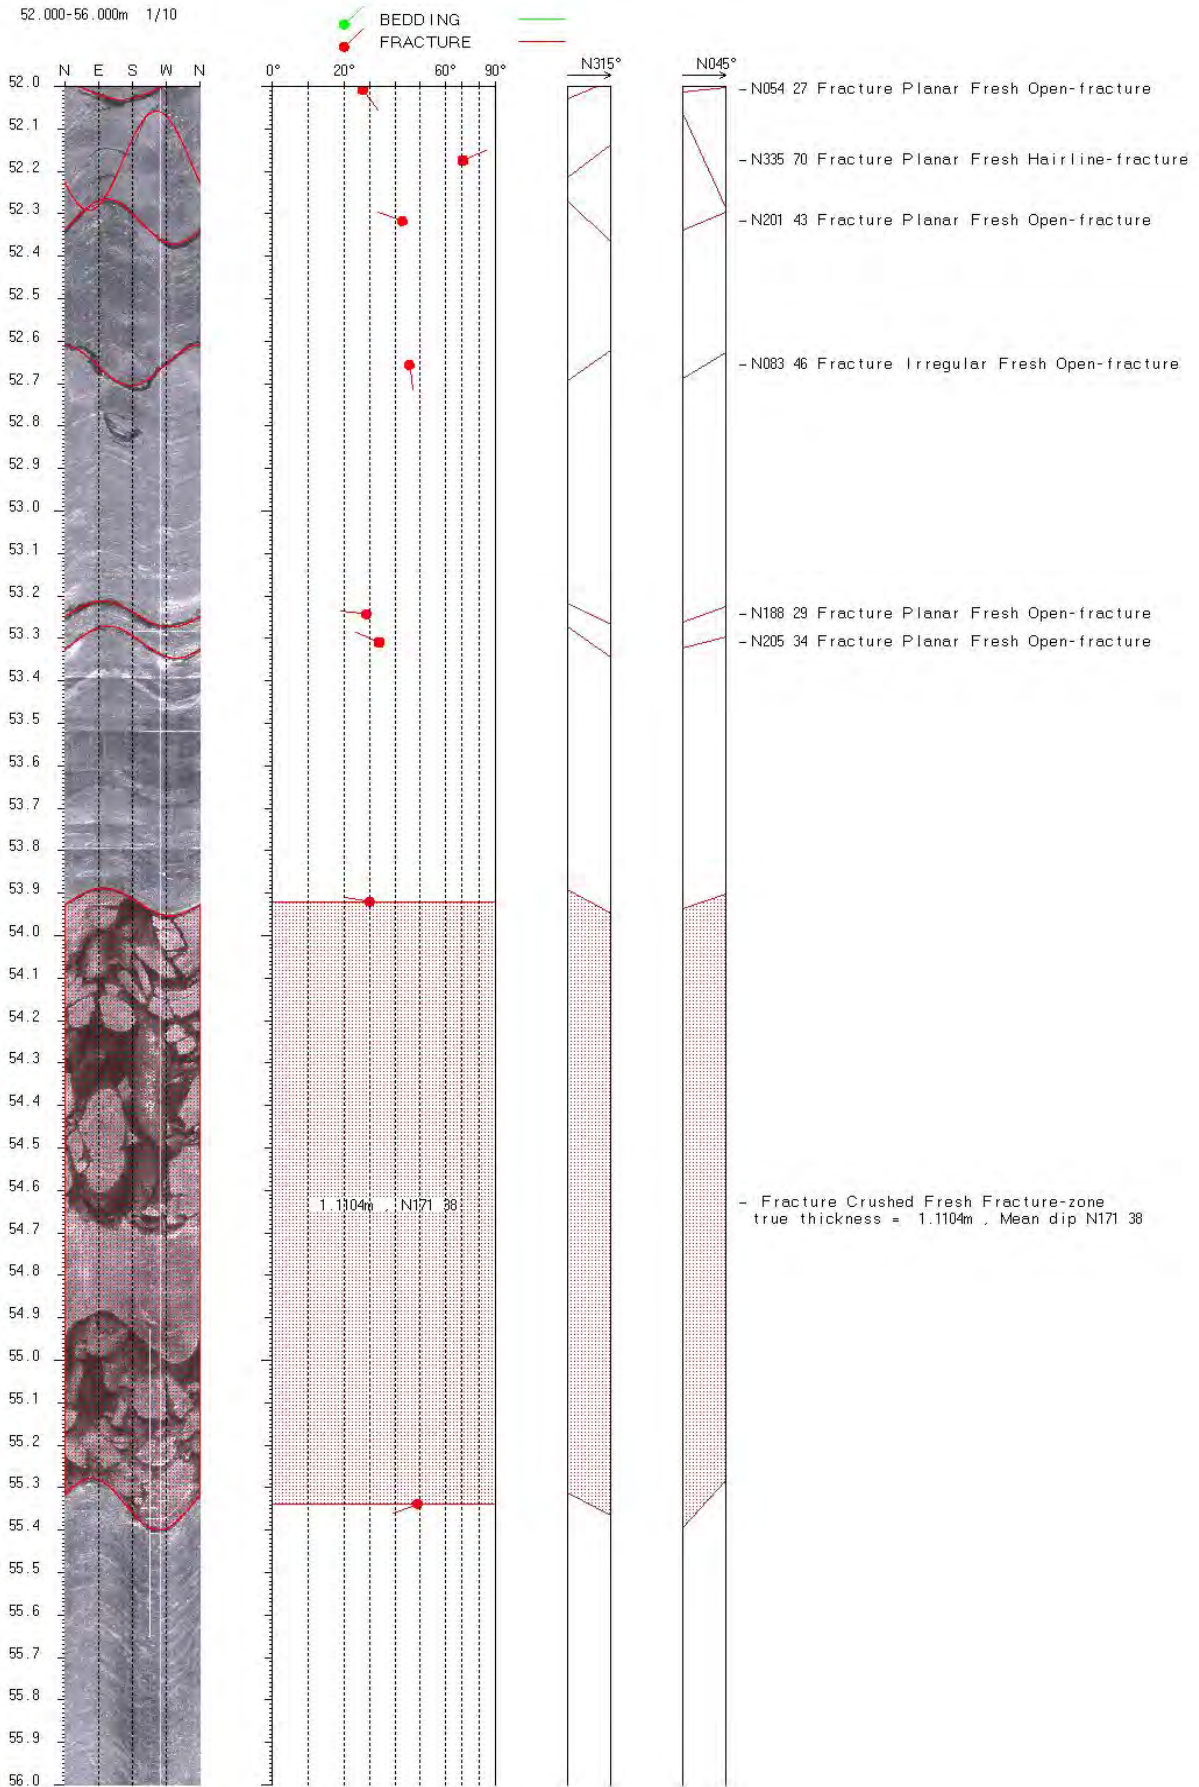 52.000-56.000m 1/10
BEDDING
FRACTURE
N E S W N
0° 20° 60° 90°
N315°
N045°
52.0
- N054 27 Fracture Planar Fresh Open-fracture
52.1
- N335 70 Fracture Planar Fresh Hairline-fracture
52.2
- N201 43 Fracture Planar Fresh Open-fracture
52.3
52.4
52.5
52.6
- N083 46 Fracture Irregular Fresh Open-fracture
52.7
52.8
52.9
53.0
53.1
53.2
- N188 29 Fracture Planar Fresh Open-fracture
53.3
- N205 34 Fracture Planar Fresh Open-fracture
53.4
53.5
53.6
53.7
53.8
53.9
54.0
54.1
54.2
54.3
54.4
54.5
54.6
1.1104m , N171 38
- Fracture Crushed Fresh Fracture-zone
true thickness = 1.1104m , Mean dip N171 38
54.7
54.8
54.9
55.0
55.1
55.2
55.3
55.4
55.5
55.6
55.7
55.8
55.9
56.0